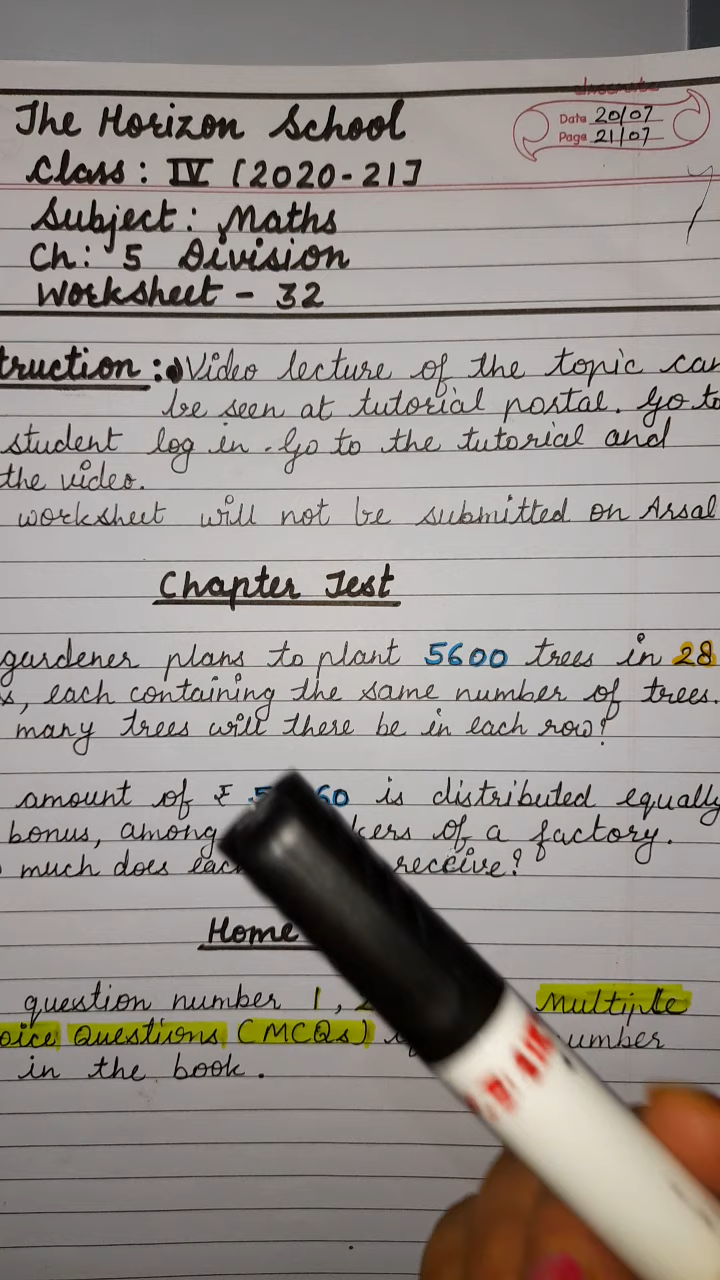 The Horizon School
Date 20/07
Page 21/07
Class: IV [2020-21]
Subject: Maths
Ch: 5 Division
Worksheet - 32
truction: Video lecture of the topic can
be seen at tutorial portal. Go to
student log in. Go to the tutorial and
the video.
worksheet will not be submitted on Arsal
Chapter Test
gardener plans to plant 5600 trees in 28
s, each containing the same number of trees.
many trees will there be in each row?
amount of ₹ 5 60 is distributed equally
bonus, among kers of a factory.
much does each receive?
Home
question number 1, Multiple
oice Questions (MCQs) umber
in the book.